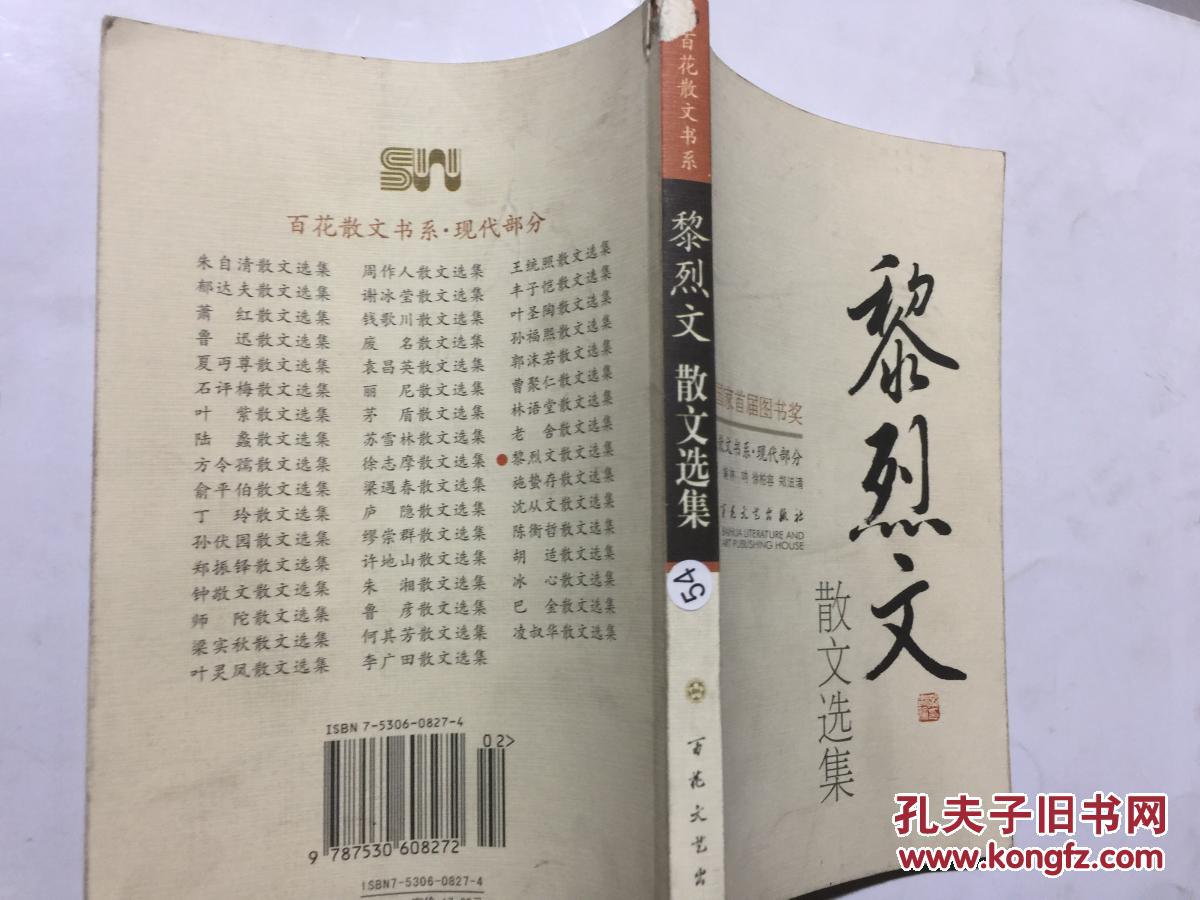 SW
百花散文书系·现代部分
朱自清散文选集
郁达夫散文选集
萧 红散文选集
鲁 迅散文选集
夏丏尊散文选集
石评梅散文选集
叶 紫散文选集
陆 蠡散文选集
方令孺散文选集
俞平伯散文选集
丁 玲散文选集
孙伏园散文选集
郑振铎散文选集
钟敬文散文选集
师 陀散文选集
梁实秋散文选集
叶灵凤散文选集
周作人散文选集
谢冰莹散文选集
钱歌川散文选集
废 名散文选集
袁昌英散文选集
丽 尼散文选集
茅 盾散文选集
苏雪林散文选集
徐志摩散文选集
梁遇春散文选集
庐 隐散文选集
缪崇群散文选集
许地山散文选集
朱 湘散文选集
鲁 彦散文选集
何其芳散文选集
李广田散文选集
王统照散文选集
丰子恺散文选集
叶圣陶散文选集
孙福熙散文选集
郭沫若散文选集
曹聚仁散文选集
林语堂散文选集
老 舍散文选集
●黎烈文散文选集
施蛰存散文选集
沈从文散文选集
陈衡哲散文选集
胡 适散文选集
冰 心散文选集
巴 金散文选集
凌叔华散文选集
ISBN 7-5306-0827-4
02>
9 787530 608272
ISBN7-5306-0827-4
百花散文书系
黎烈文 散文选集
54
百花文艺出
黎烈文
散文选集
国家首届图书奖
散文书系·现代部分
徐柏容 郑法清
百花文艺出版社
BAIHUA LITERATURE AND
ART PUBLISHING HOUSE
孔夫子旧书网
www.kongfz.com